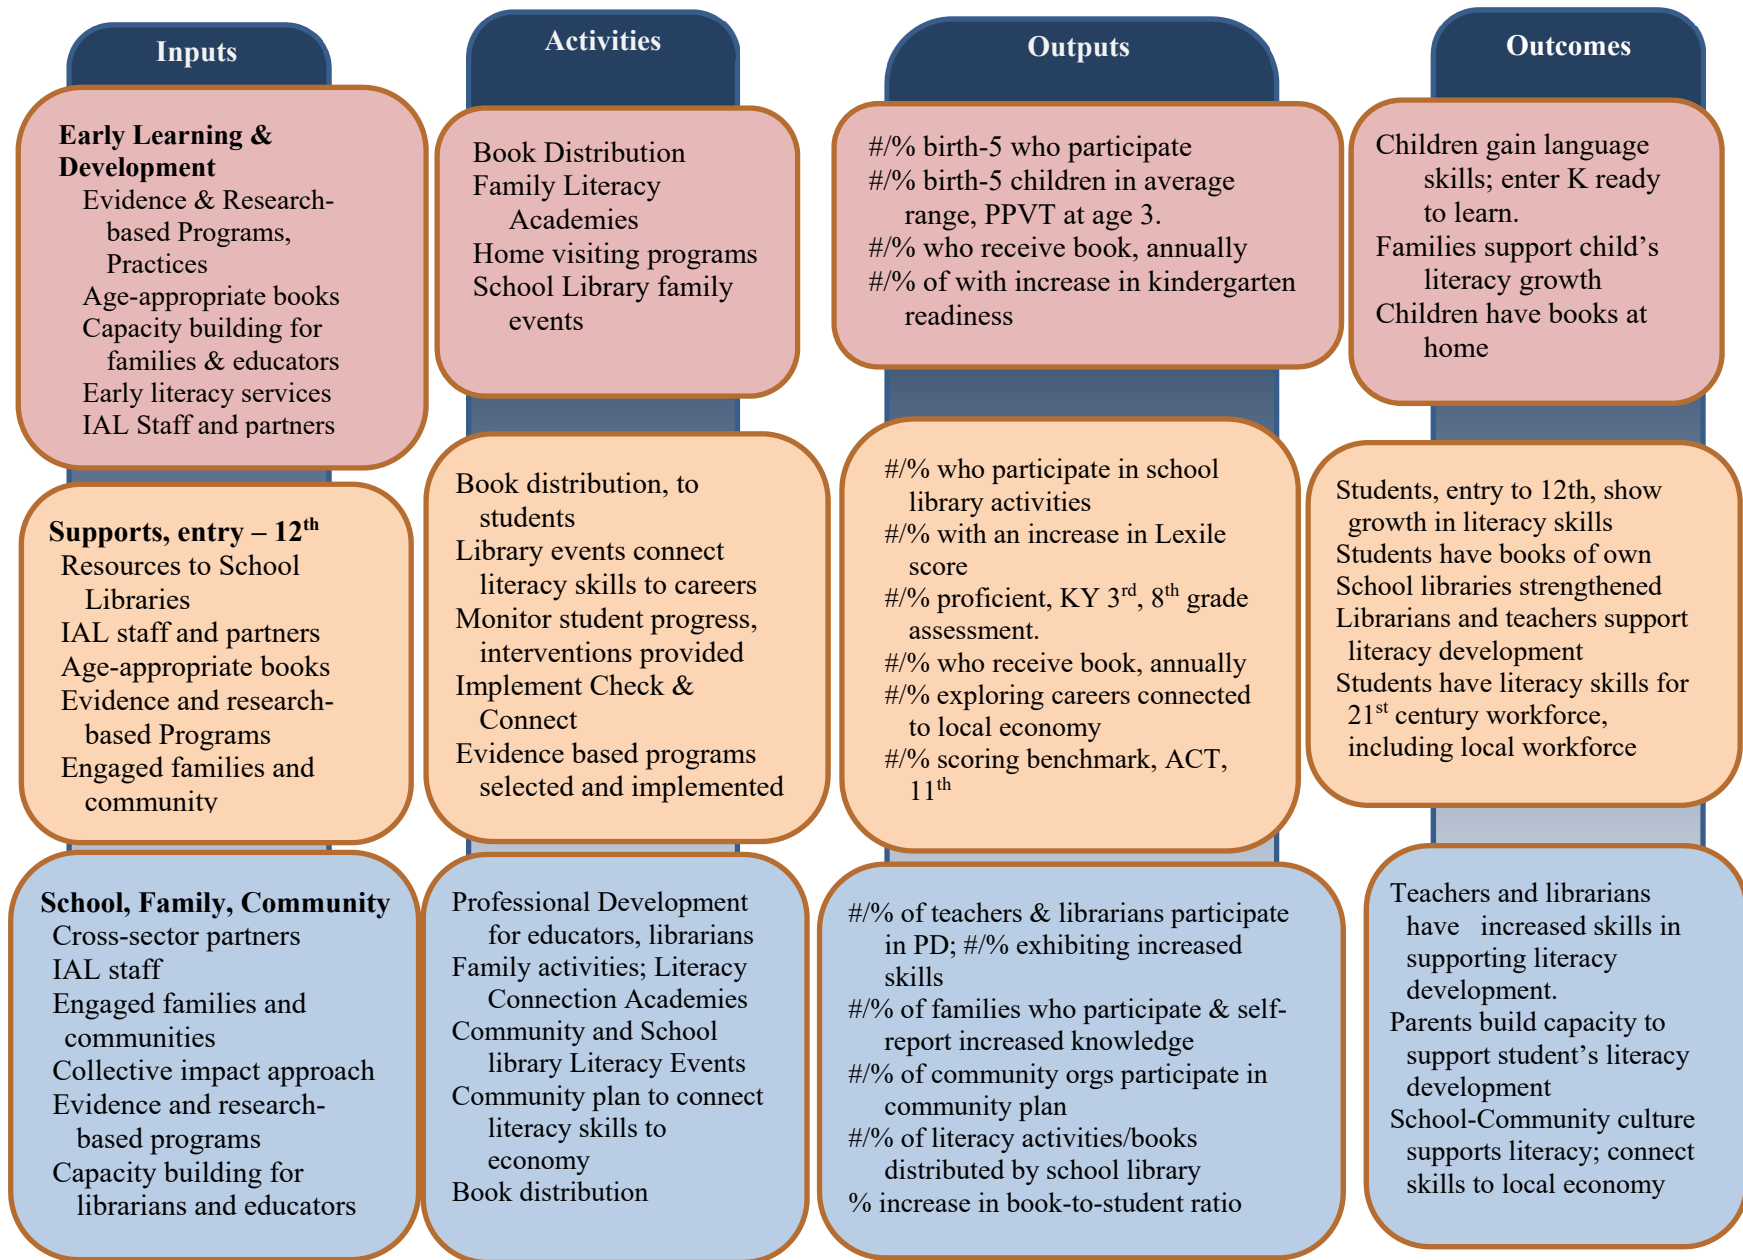 Inputs
Activities
Outputs
Outcomes
Early Learning &
Development
Evidence & Research-
based Programs,
Practices
Age-appropriate books
Capacity building for
families & educators
Early literacy services
IAL Staff and partners
Book Distribution
Family Literacy
Academies
Home visiting programs
School Library family
events
#/% birth-5 who participate
#/% birth-5 children in average
range, PPVT at age 3.
#/% who receive book, annually
#/% of with increase in kindergarten
readiness
Children gain language
skills; enter K ready
to learn.
Families support child’s
literacy growth
Children have books at
home
Supports, entry – 12th
Resources to School
Libraries
IAL staff and partners
Age-appropriate books
Evidence and research-
based Programs
Engaged families and
community
Book distribution, to
students
Library events connect
literacy skills to careers
Monitor student progress,
interventions provided
Implement Check &
Connect
Evidence based programs
selected and implemented
#/% who participate in school
library activities
#/% with an increase in Lexile
score
#/% proficient, KY 3rd, 8th grade
assessment.
#/% who receive book, annually
#/% exploring careers connected
to local economy
#/% scoring benchmark, ACT,
11th
Students, entry to 12th, show
growth in literacy skills
Students have books of own
School libraries strengthened
Librarians and teachers support
literacy development
Students have literacy skills for
21st century workforce,
including local workforce
School, Family, Community
Cross-sector partners
IAL staff
Engaged families and
communities
Collective impact approach
Evidence and research-
based programs
Capacity building for
librarians and educators
Professional Development
for educators, librarians
Family activities; Literacy
Connection Academies
Community and School
library Literacy Events
Community plan to connect
literacy skills to
economy
Book distribution
#/% of teachers & librarians participate
in PD; #/% exhibiting increased
skills
#/% of families who participate & self-
report increased knowledge
#/% of community orgs participate in
community plan
#/% of literacy activities/books
distributed by school library
% increase in book-to-student ratio
Teachers and librarians
have increased skills in
supporting literacy
development.
Parents build capacity to
support student’s literacy
development
School-Community culture
supports literacy; connect
skills to local economy